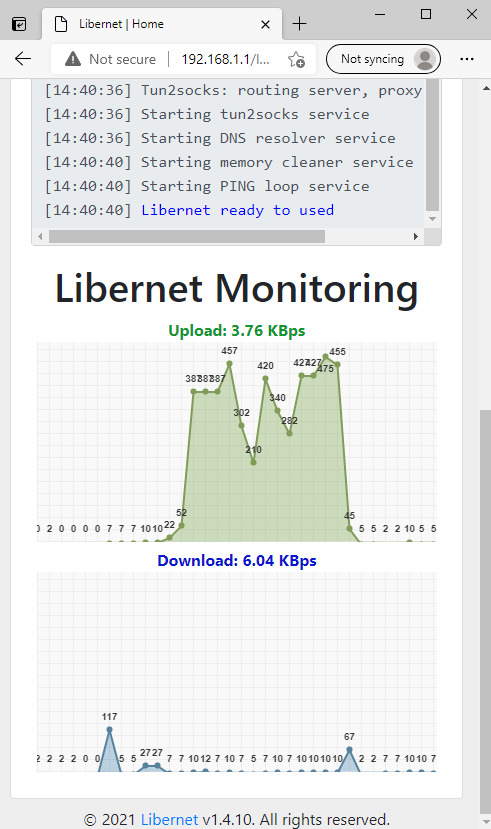 Libernet | Home
Not secure
192.168.1.1/l...
Not syncing
[14:40:36] Tun2socks: routing server, proxy
[14:40:36] Starting tun2socks service
[14:40:36] Starting DNS resolver service
[14:40:40] Starting memory cleaner service
[14:40:40] Starting PING loop service
[14:40:40] Libernet ready to used
Libernet Monitoring
Upload: 3.76 KBps
457 455
420 427 427 475
387 387 387
340
302 282
210
52 45
0 2 0 0 0 0 7 7 7 10 10 22 5 5 2 2 10 5 5
Download: 6.04 KBps
117
67
2 2 2 2 0 0 5 5 27 27 7 7 10 12 7 10 7 5 7 10 7 10 10 10 10 2 2 7 7 10 10 7
© 2021 Libernet v1.4.10. All rights reserved.